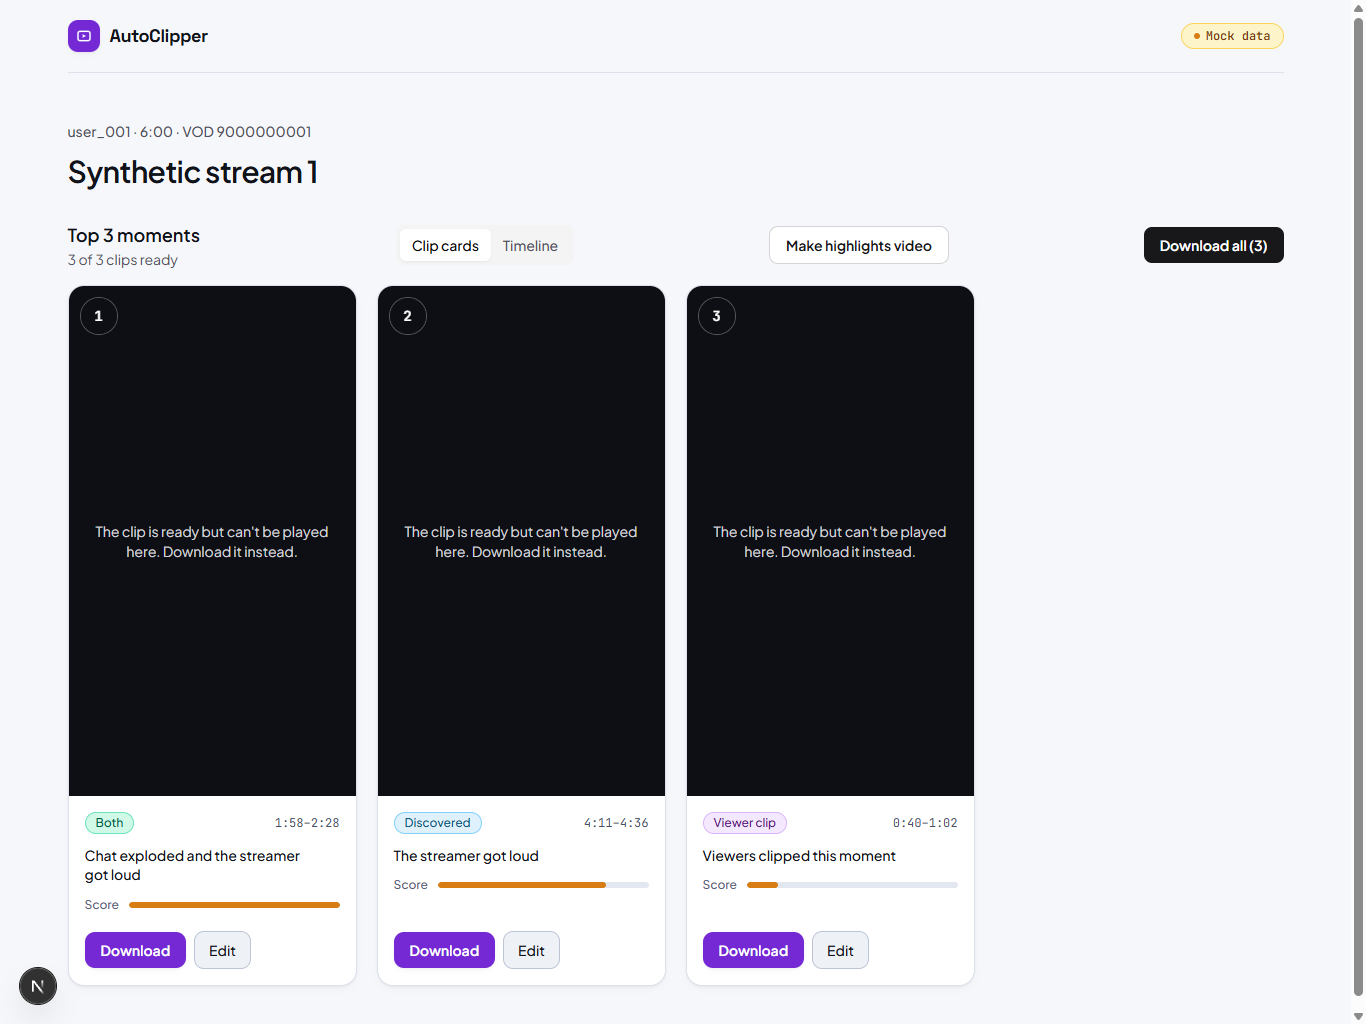 AutoClipper
Mock data
user_001 · 6:00 · VOD 9000000001
Synthetic stream 1
Top 3 moments
3 of 3 clips ready
Clip cards
Timeline
Make highlights video
Download all (3)
1
The clip is ready but can't be played
here. Download it instead.
Both
1:58–2:28
Chat exploded and the streamer
got loud
Score
Download
Edit
2
The clip is ready but can't be played
here. Download it instead.
Discovered
4:11–4:36
The streamer got loud
Score
Download
Edit
3
The clip is ready but can't be played
here. Download it instead.
Viewer clip
0:40–1:02
Viewers clipped this moment
Score
Download
Edit
N